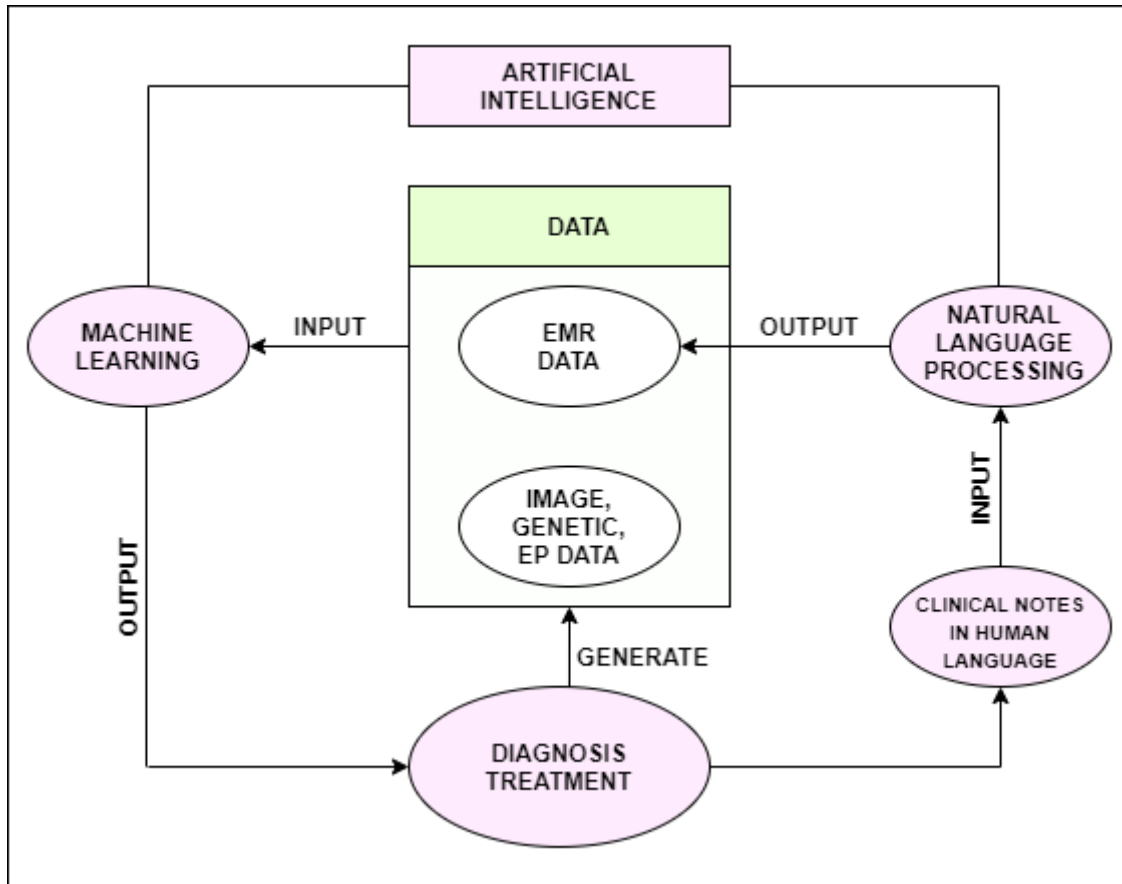 ARTIFICIAL
INTELLIGENCE
DATA
MACHINE
LEARNING
INPUT
EMR
DATA
OUTPUT
NATURAL
LANGUAGE
PROCESSING
IMAGE,
GENETIC,
EP DATA
OUTPUT
INPUT
CLINICAL NOTES
IN HUMAN
LANGUAGE
GENERATE
DIAGNOSIS
TREATMENT